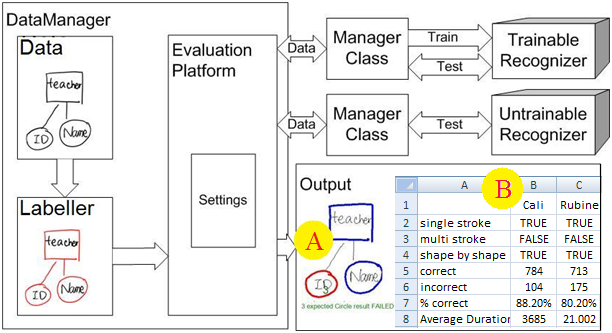 DataManager
Data
teacher
ID
Name
Labeller
teacher
ID
Name
Evaluation
Platform
Settings
Data
Manager
Class
Train
Test
Trainable
Recognizer
Data
Manager
Class
Test
Untrainable
Recognizer
Output
A
teacher
ID
3
Name
3 expected Circle result FAILED
B
A B C
1 Cali Rubine
2 single stroke TRUE TRUE
3 multi stroke FALSE FALSE
4 shape by shape TRUE TRUE
5 correct 784 713
6 incorrect 104 175
7 % correct 88.20% 80.20%
8 Average Duration 3685 21.002